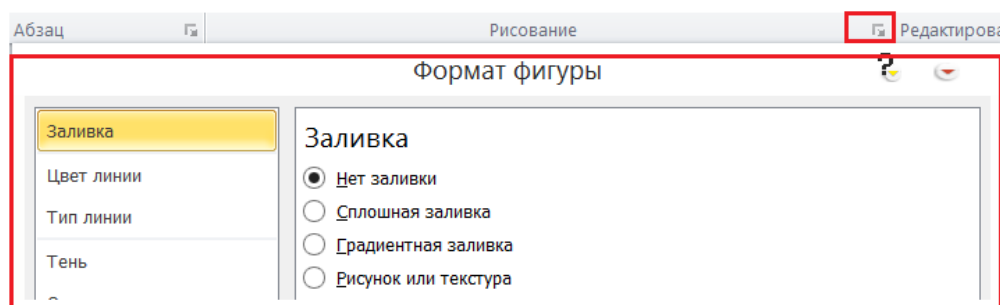 Абзац Рисование Редактирова
Формат фигуры ?
Заливка
Цвет линии
Тип линии
Тень
Заливка
Нет заливки
Сплошная заливка
Градиентная заливка
Рисунок или текстура